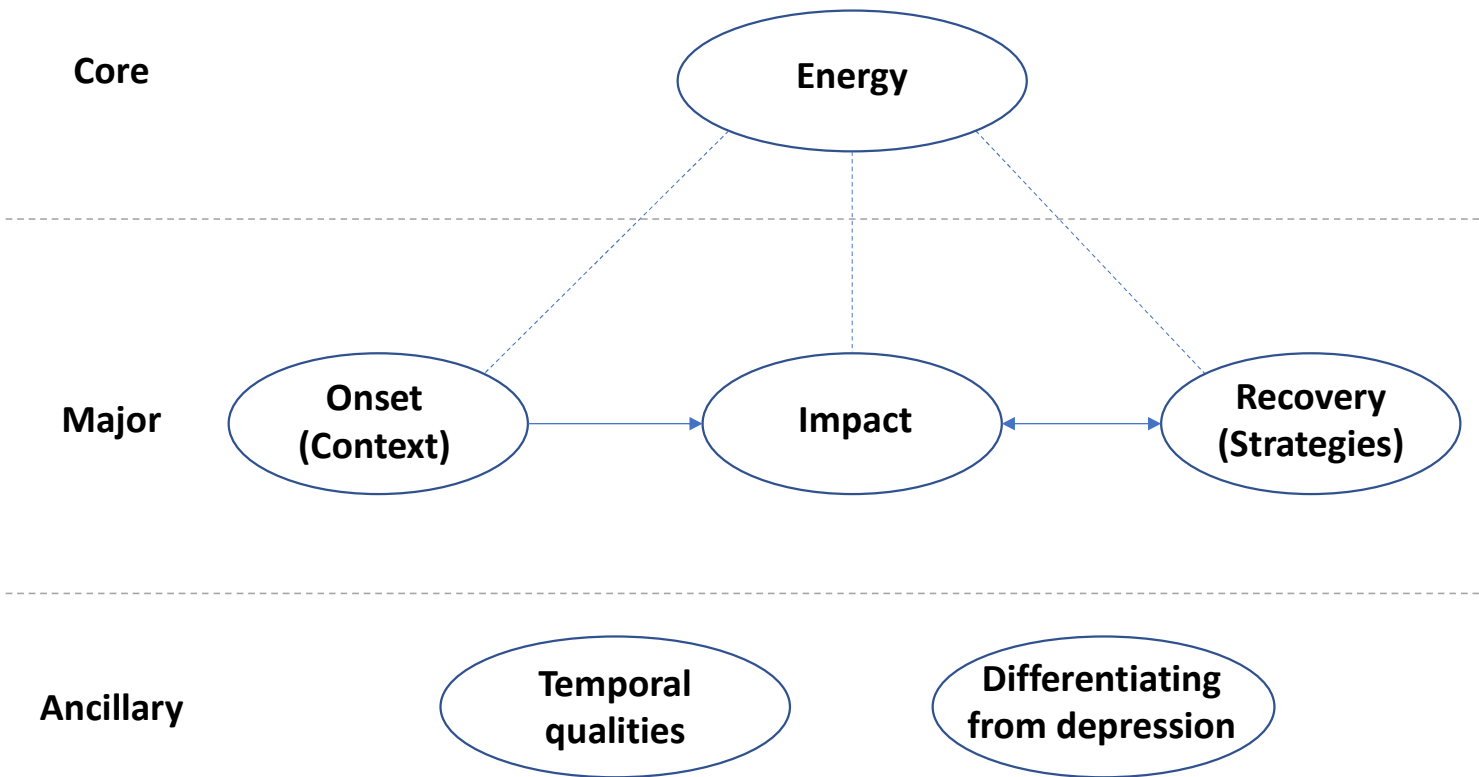 Core
Energy
Major
Onset
(Context)
Impact
Recovery
(Strategies)
Ancillary
Temporal
qualities
Differentiating
from depression